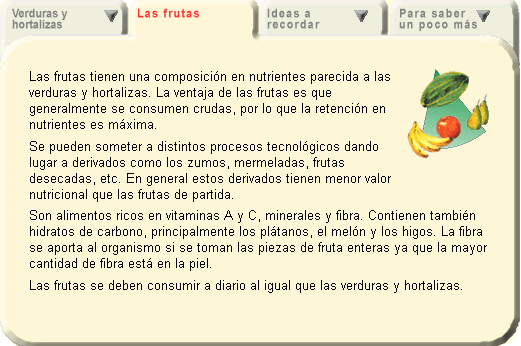 Verduras y
hortalizas
Las frutas
Ideas a
recordar
Para saber
un poco más
Las frutas tienen una composición en nutrientes parecida a las
verduras y hortalizas. La ventaja de las frutas es que
generalmente se consumen crudas, por lo que la retención en
nutrientes es máxima.
Se pueden someter a distintos procesos tecnológicos dando
lugar a derivados como los zumos, mermeladas, frutas
desecadas, etc. En general estos derivados tienen menor valor
nutricional que las frutas de partida.
Son alimentos ricos en vitaminas A y C, minerales y fibra. Contienen también
hidratos de carbono, principalmente los plátanos, el melón y los higos. La fibra
se aporta al organismo si se toman las piezas de fruta enteras ya que la mayor
cantidad de fibra está en la piel.
Las frutas se deben consumir a diario al igual que las verduras y hortalizas.